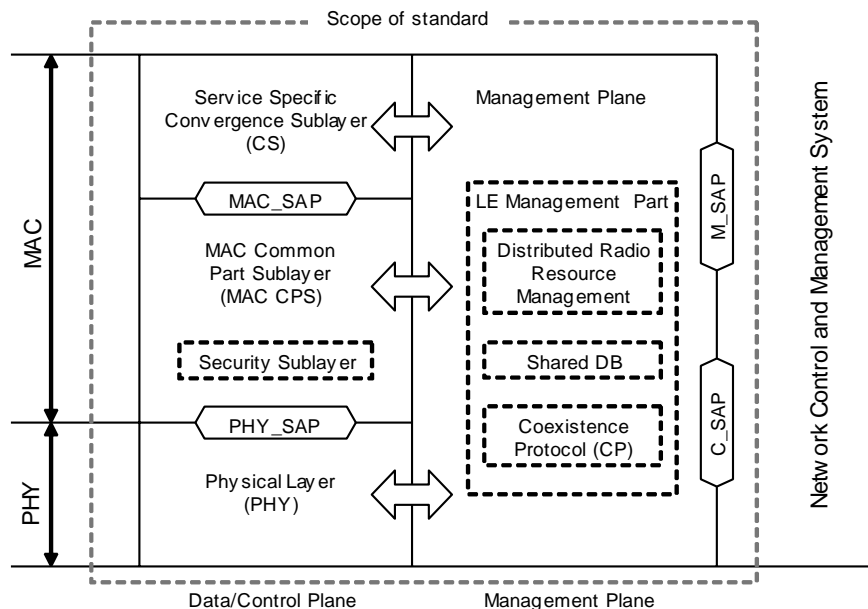 Scope of standard
MAC
PHY
Service Specific
Convergence Sublayer
(CS)
MAC_SAP
MAC Common
Part Sublayer
(MAC CPS)
Security Sublayer
PHY_SAP
Physical Layer
(PHY)
Data/Control Plane
Management Plane
LE Management Part
Distributed Radio
Resource
Management
Shared DB
Coexistence
Protocol (CP)
Management Plane
M_SAP
C_SAP
Network Control and Management System